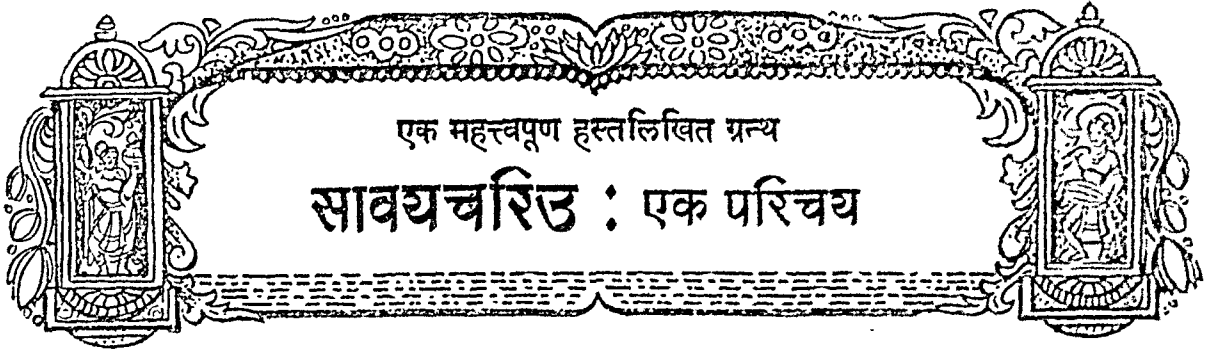 एक महत्त्वपूण हस्तलिखित ग्रन्थ
सावयचरिउ : एक परिचय